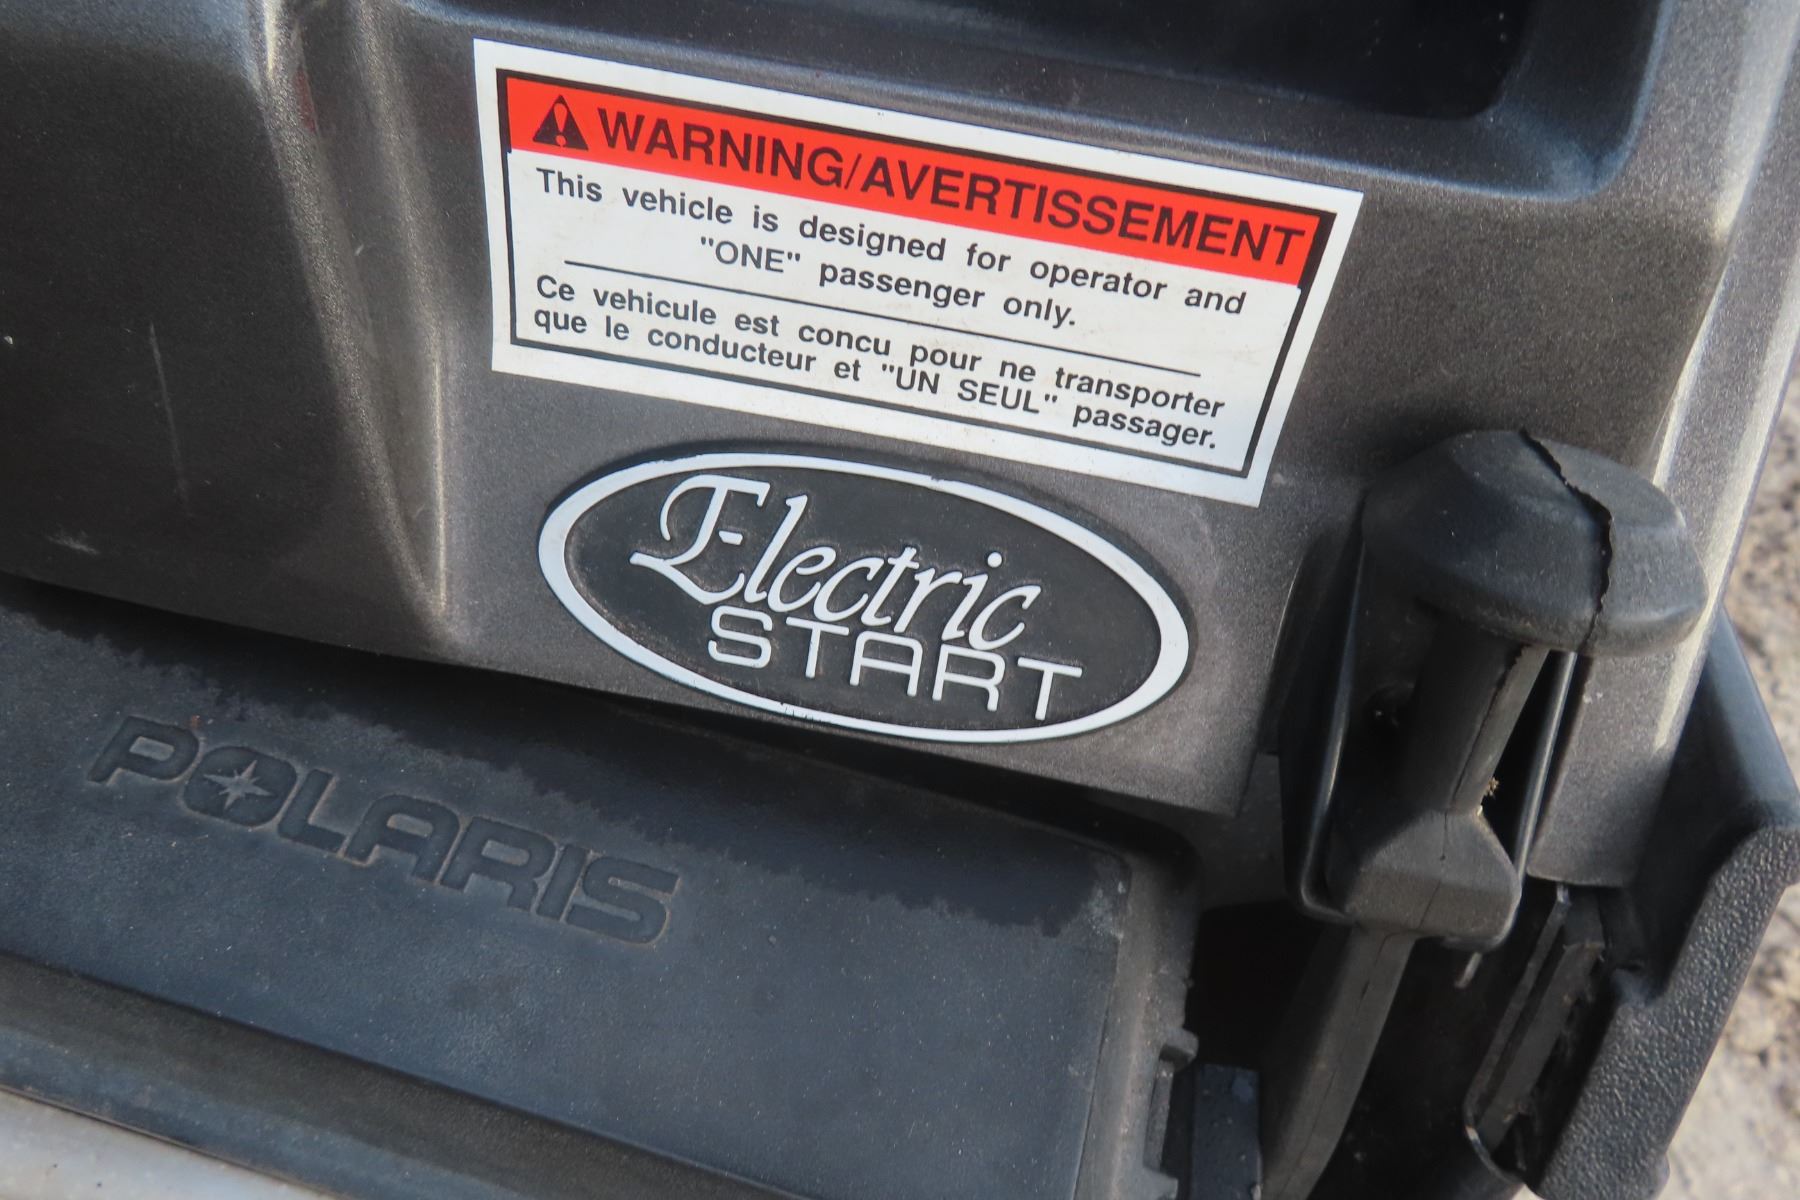 WARNING/AVERTISSEMENT
This vehicle is designed for operator and
"ONE" passenger only.
Ce vehicule est concu pour ne transporter
que le conducteur et "UN SEUL" passager.
Electric
START
POLARIS